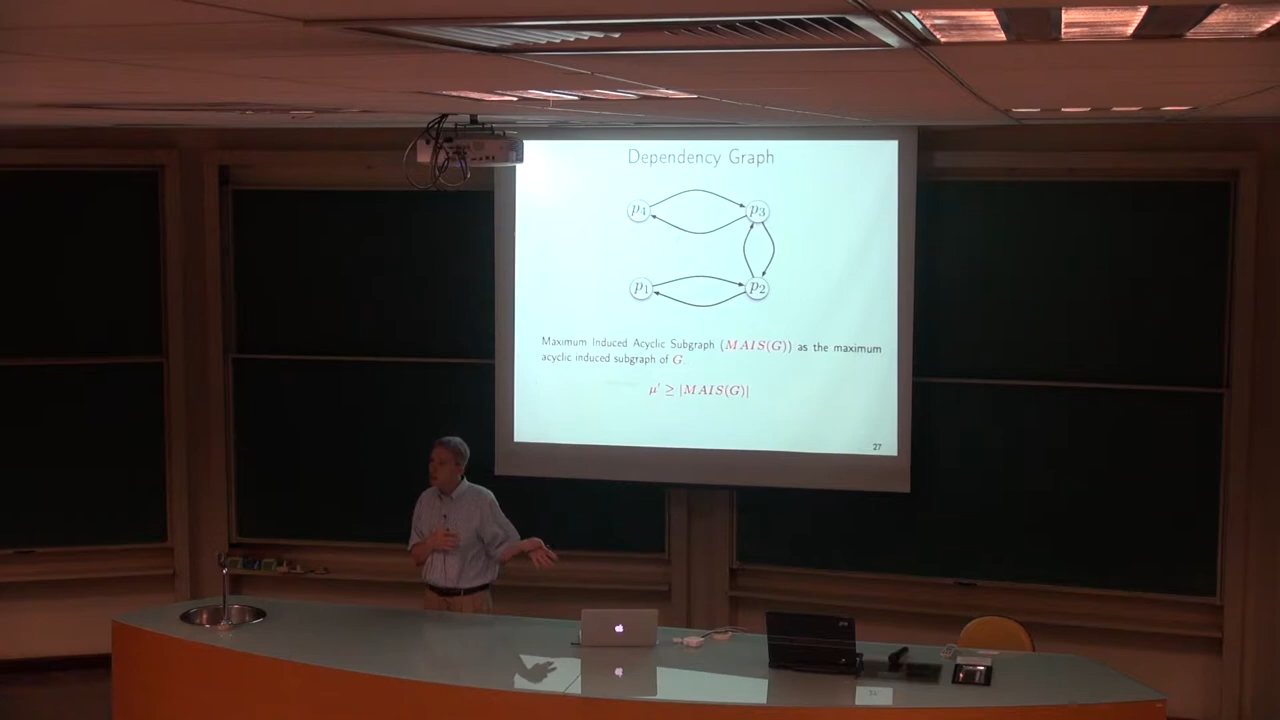 Dependency Graph
p4 p3
p1 p2
Maximum Induced Acyclic Subgraph (MAIS(G)) as the maximum
acyclic induced subgraph of G.
μ' ≥ |MAIS(G)|
27